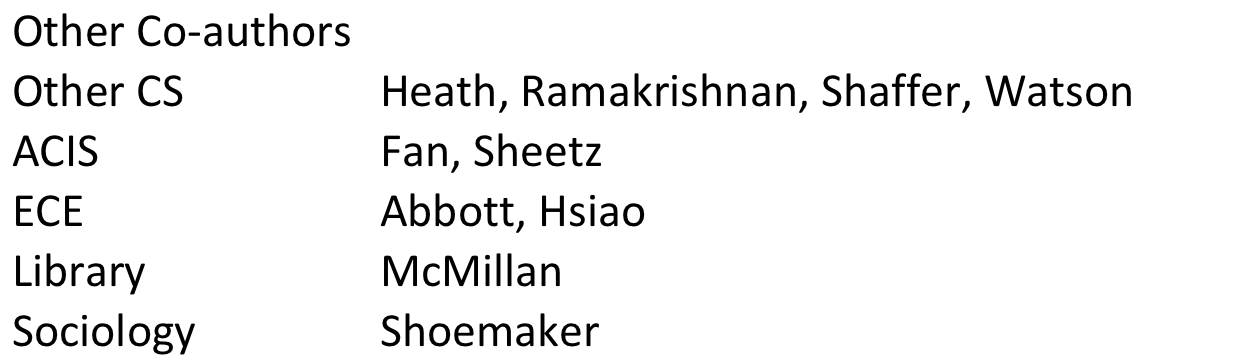 Other Co-authors
Other CS Heath, Ramakrishnan, Shaffer, Watson
ACIS Fan, Sheetz
ECE Abbott, Hsiao
Library McMillan
Sociology Shoemaker